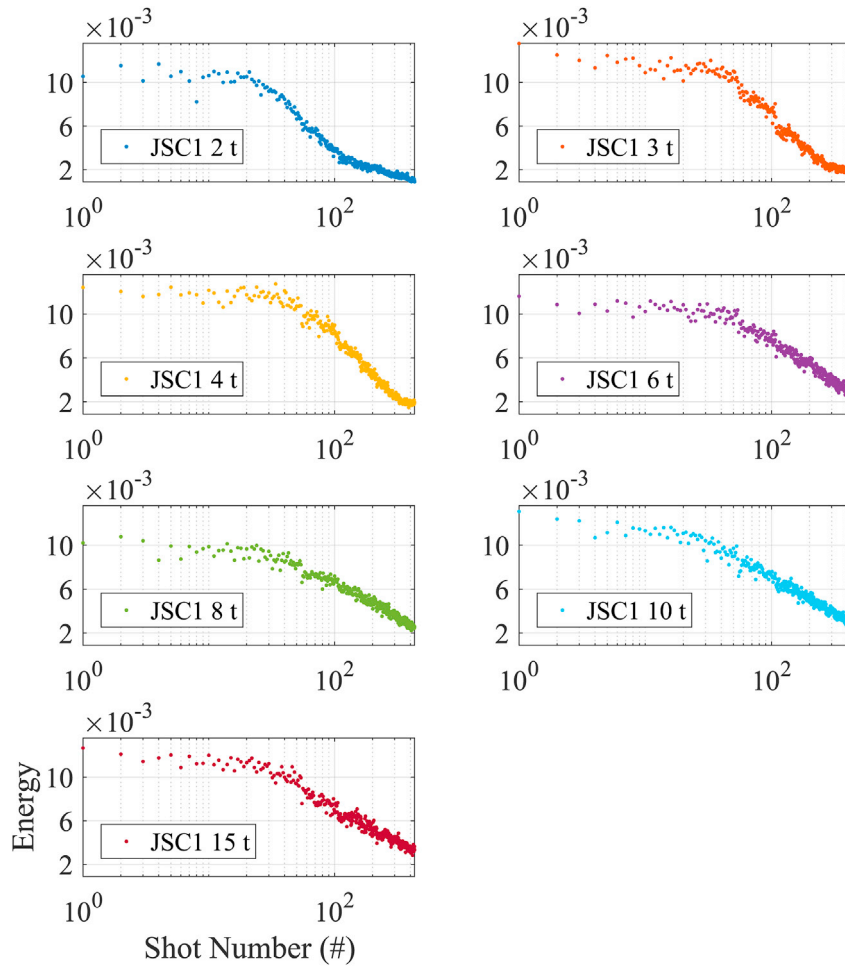 ×10⁻³ ×10⁻³
10 10
6 6
2 JSC1 2 t 2 JSC1 3 t
10⁰ 10² 10⁰ 10²
×10⁻³ ×10⁻³
10 10
6 6
2 JSC1 4 t 2 JSC1 6 t
10⁰ 10² 10⁰ 10²
×10⁻³ ×10⁻³
10 10
6 6
2 JSC1 8 t 2 JSC1 10 t
10⁰ 10² 10⁰ 10²
×10⁻³
10
6
2 JSC1 15 t
Energy
10⁰ 10²
Shot Number (#)